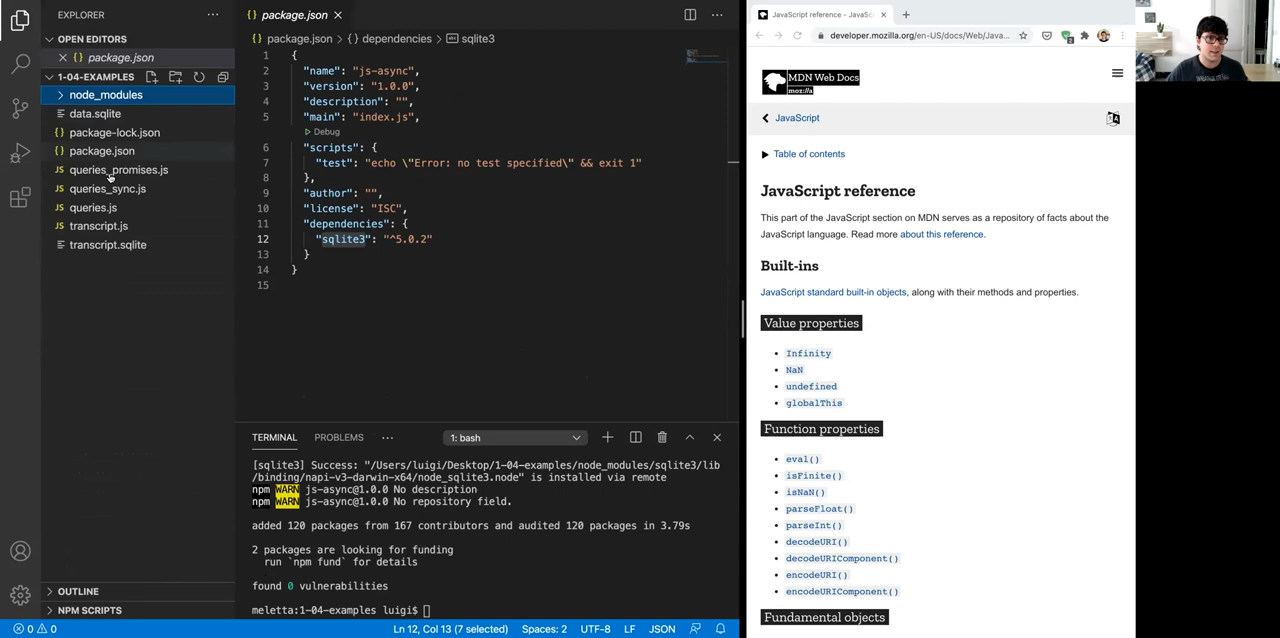 EXPLORER
OPEN EDITORS
{} package.json
1-04-EXAMPLES
node_modules
data.sqlite
{} package-lock.json
{} package.json
JS queries_promises.js
JS queries_sync.js
JS queries.js
JS transcript.js
transcript.sqlite
OUTLINE
NPM SCRIPTS
{} package.json
{} package.json > {} dependencies > sqlite3
1 {
2 "name": "js-async",
3 "version": "1.0.0",
4 "description": "",
5 "main": "index.js",
Debug
6 "scripts": {
7 "test": "echo \"Error: no test specified\" && exit 1"
8 },
9 "author": "",
10 "license": "ISC",
11 "dependencies": {
12 "sqlite3": "^5.0.2"
13 }
14 }
15
TERMINAL PROBLEMS ... 1: bash
[sqlite3] Success: "/Users/luigi/Desktop/1-04-examples/node_modules/sqlite3/lib
/binding/napi-v3-darwin-x64/node_sqlite3.node" is installed via remote
npm WARN js-async@1.0.0 No description
npm WARN js-async@1.0.0 No repository field.
added 120 packages from 167 contributors and audited 120 packages in 3.79s
2 packages are looking for funding
run `npm fund` for details
found 0 vulnerabilities
meletta:1-04-examples luigi$
0 0 Ln 12, Col 13 (7 selected) Spaces: 2 UTF-8 LF JSON
JavaScript reference - JavaSc
developer.mozilla.org/en-US/docs/Web/Java...
MDN Web Docs
moz://a
JavaScript
Table of contents
JavaScript reference
This part of the JavaScript section on MDN serves as a repository of facts about the
JavaScript language. Read more about this reference.
Built-ins
JavaScript standard built-in objects, along with their methods and properties.
Value properties
Infinity
NaN
undefined
globalThis
Function properties
eval()
isFinite()
isNaN()
parseFloat()
parseInt()
decodeURI()
decodeURIComponent()
encodeURI()
encodeURIComponent()
Fundamental objects